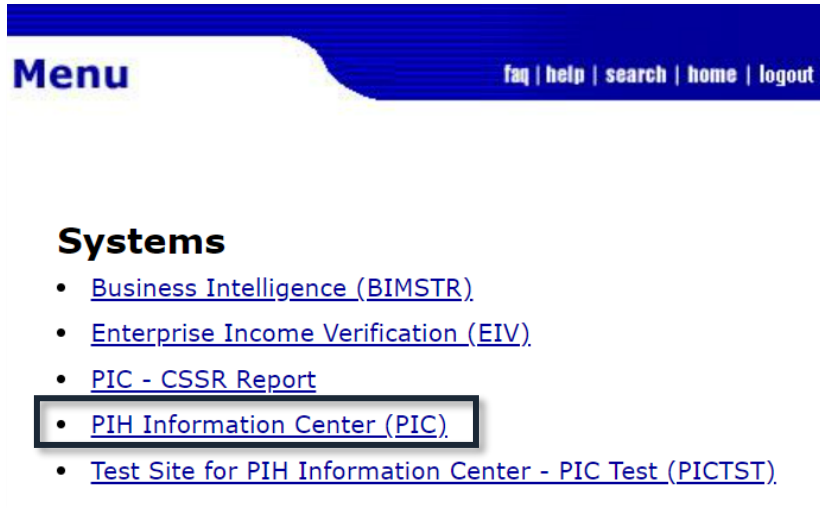 Menu
faq | help | search | home | logout
Systems
• Business Intelligence (BIMSTR)
• Enterprise Income Verification (EIV)
• PIC - CSSR Report
• PIH Information Center (PIC)
• Test Site for PIH Information Center - PIC Test (PICTST)